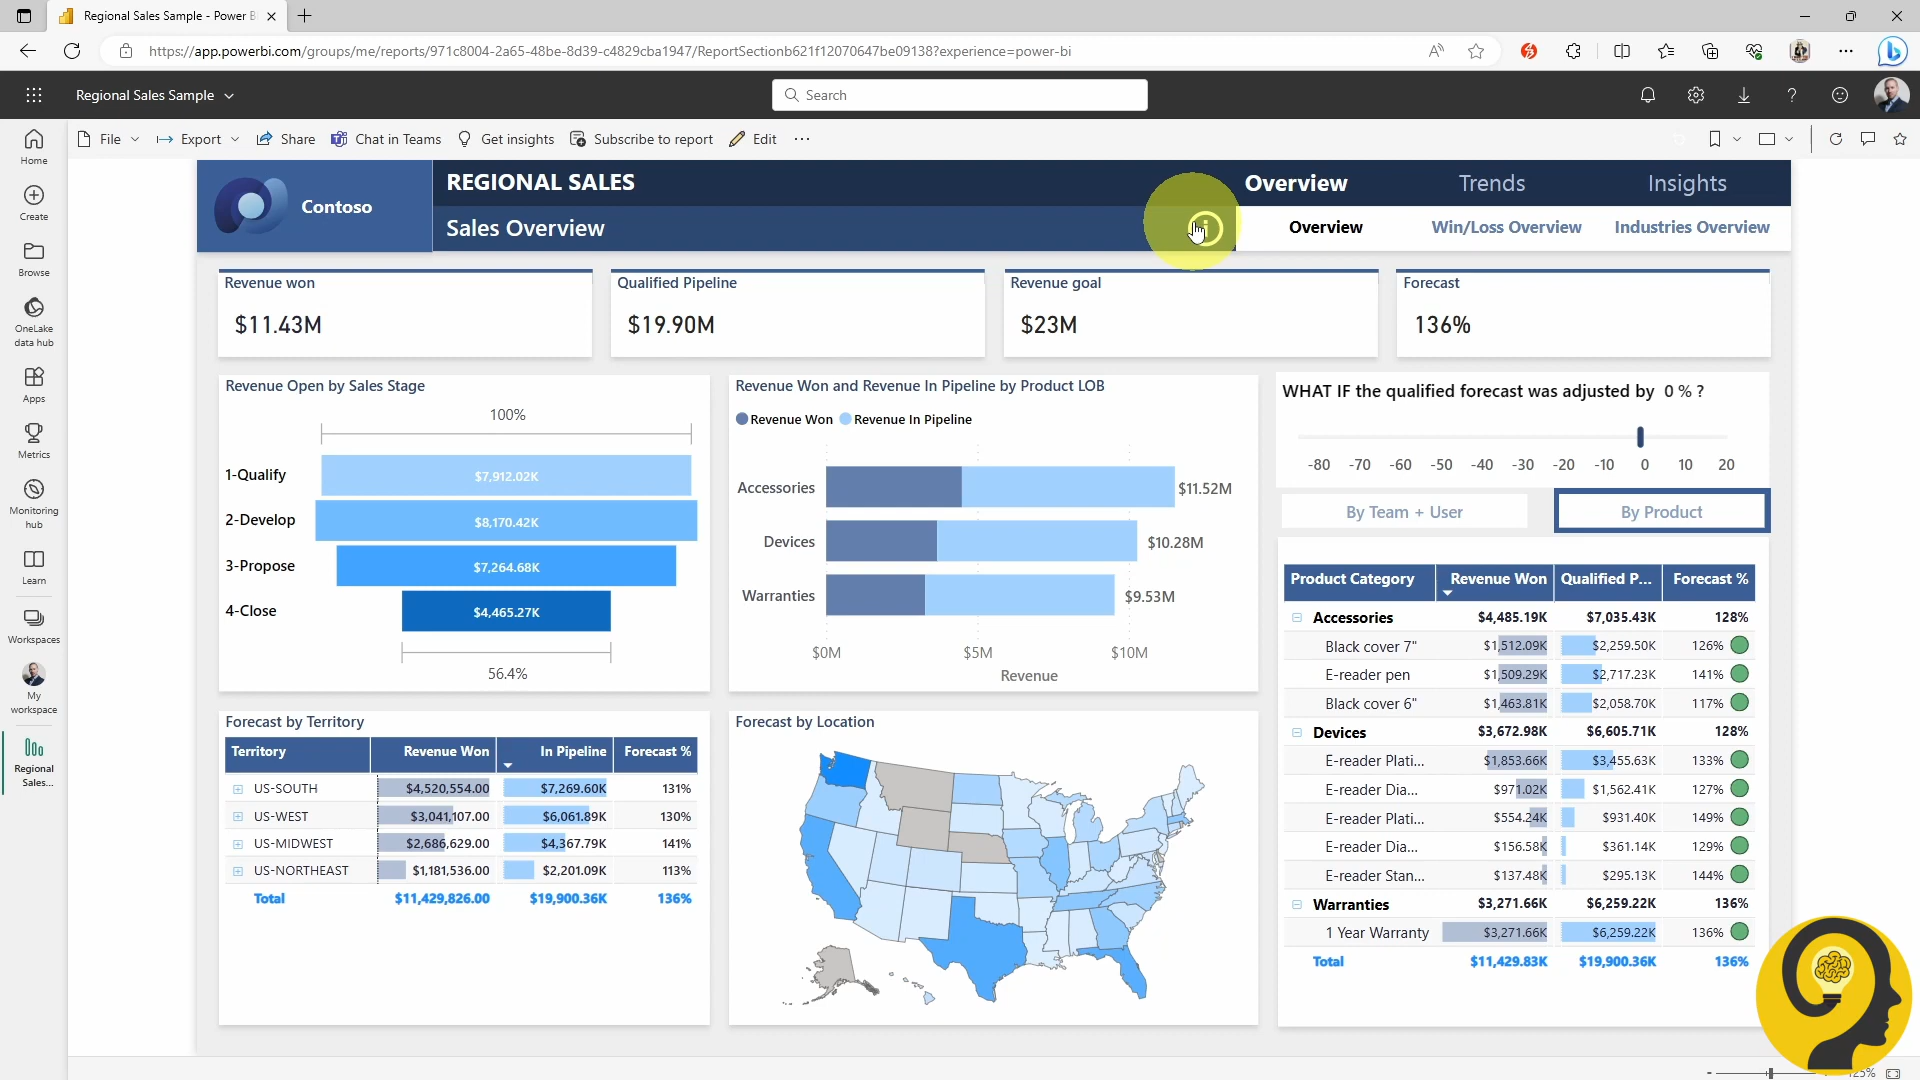 Regional Sales Sample - Power B
https://app.powerbi.com/groups/me/reports/971c8004-2a65-48be-8d39-c4829cba1947/ReportSectionb621f12070647be09138?experience=power-bi
Regional Sales Sample
Search
File
Export
Share
Chat in Teams
Get insights
Subscribe to report
Edit
Home
Create
Browse
OneLake
data hub
Apps
Metrics
Monitoring
hub
Learn
Workspaces
My
workspace
Regional
Sales...
Contoso
REGIONAL SALES
Sales Overview
Overview Trends Insights
Overview Win/Loss Overview Industries Overview
Revenue won
$11.43M
Qualified Pipeline
$19.90M
Revenue goal
$23M
Forecast
136%
Revenue Open by Sales Stage
100%
1-Qualify $7,912.02K
2-Develop $8,170.42K
3-Propose $7,264.68K
4-Close $4,465.27K
56.4%
Revenue Won and Revenue In Pipeline by Product LOB
Revenue Won Revenue In Pipeline
Accessories $11.52M
Devices $10.28M
Warranties $9.53M
$0M $5M $10M
Revenue
WHAT IF the qualified forecast was adjusted by 0 % ?
-80 -70 -60 -50 -40 -30 -20 -10 0 10 20
By Team + User By Product
Product Category Revenue Won Qualified P... Forecast %
Accessories $4,485.19K $7,035.43K 128%
Black cover 7" $1,512.09K $2,259.50K 126%
E-reader pen $1,509.29K $2,717.23K 141%
Black cover 6" $1,463.81K $2,058.70K 117%
Devices $3,672.98K $6,605.71K 128%
E-reader Plati... $1,853.66K $3,455.63K 133%
E-reader Dia... $971.02K $1,562.41K 127%
E-reader Plati... $554.24K $931.40K 149%
E-reader Dia... $156.58K $361.14K 129%
E-reader Stan... $137.48K $295.13K 144%
Warranties $3,271.66K $6,259.22K 136%
1 Year Warranty $3,271.66K $6,259.22K 136%
Total $11,429.83K $19,900.36K 136%
Forecast by Territory
Territory Revenue Won In Pipeline Forecast %
US-SOUTH $4,520,554.00 $7,269.60K 131%
US-WEST $3,041,107.00 $6,061.89K 130%
US-MIDWEST $2,686,629.00 $4,367.79K 141%
US-NORTHEAST $1,181,536.00 $2,201.09K 113%
Total $11,429,826.00 $19,900.36K 136%
Forecast by Location